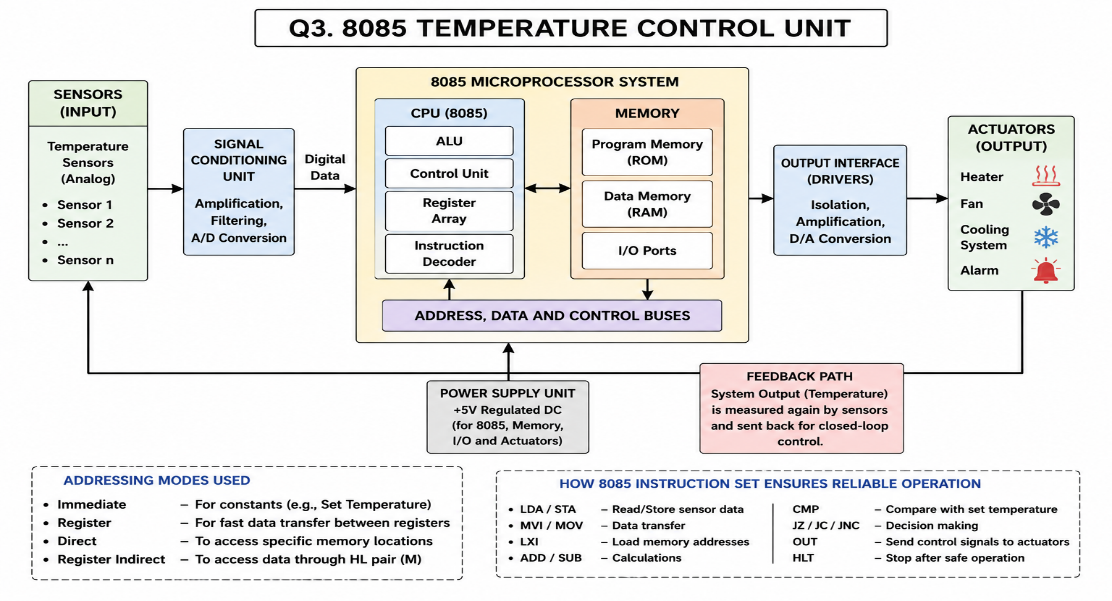 Q3. 8085 TEMPERATURE CONTROL UNIT
SENSORS
(INPUT)
Temperature
Sensors
(Analog)
• Sensor 1
• Sensor 2
• ...
• Sensor n
SIGNAL
CONDITIONING
UNIT
Amplification,
Filtering,
A/D Conversion
Digital
Data
8085 MICROPROCESSOR SYSTEM
CPU (8085)
ALU
Control Unit
Register
Array
Instruction
Decoder
MEMORY
Program Memory
(ROM)
Data Memory
(RAM)
I/O Ports
ADDRESS, DATA AND CONTROL BUSES
OUTPUT INTERFACE
(DRIVERS)
Isolation,
Amplification,
D/A Conversion
ACTUATORS
(OUTPUT)
Heater
Fan
Cooling
System
Alarm
POWER SUPPLY UNIT
+5V Regulated DC
(for 8085, Memory,
I/O and Actuators)
FEEDBACK PATH
System Output (Temperature)
is measured again by sensors
and sent back for closed-loop
control.
ADDRESSING MODES USED
• Immediate – For constants (e.g., Set Temperature)
• Register – For fast data transfer between registers
• Direct – To access specific memory locations
• Register Indirect – To access data through HL pair (M)
HOW 8085 INSTRUCTION SET ENSURES RELIABLE OPERATION
• LDA / STA – Read/Store sensor data
• MVI / MOV – Data transfer
• LXI – Load memory addresses
• ADD / SUB – Calculations
CMP – Compare with set temperature
JZ / JC / JNC – Decision making
OUT – Send control signals to actuators
HLT – Stop after safe operation